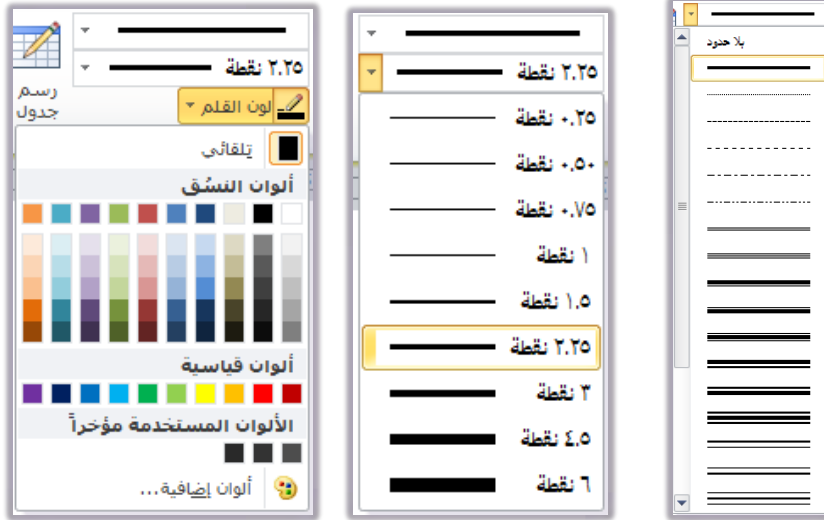 ٢.٢٥ نقطة
رسم
جدول
لون القلم
تلقائي
ألوان النسُق
ألوان قياسية
الألوان المستخدمة مؤخراً
ألوان إضافية...
٢.٢٥ نقطة
٠.٢٥ نقطة
٠.٥٠ نقطة
٠.٧٥ نقطة
١ نقطة
١.٥ نقطة
٢.٢٥ نقطة
٣ نقطة
٤.٥ نقطة
٦ نقطة
بلا حدود